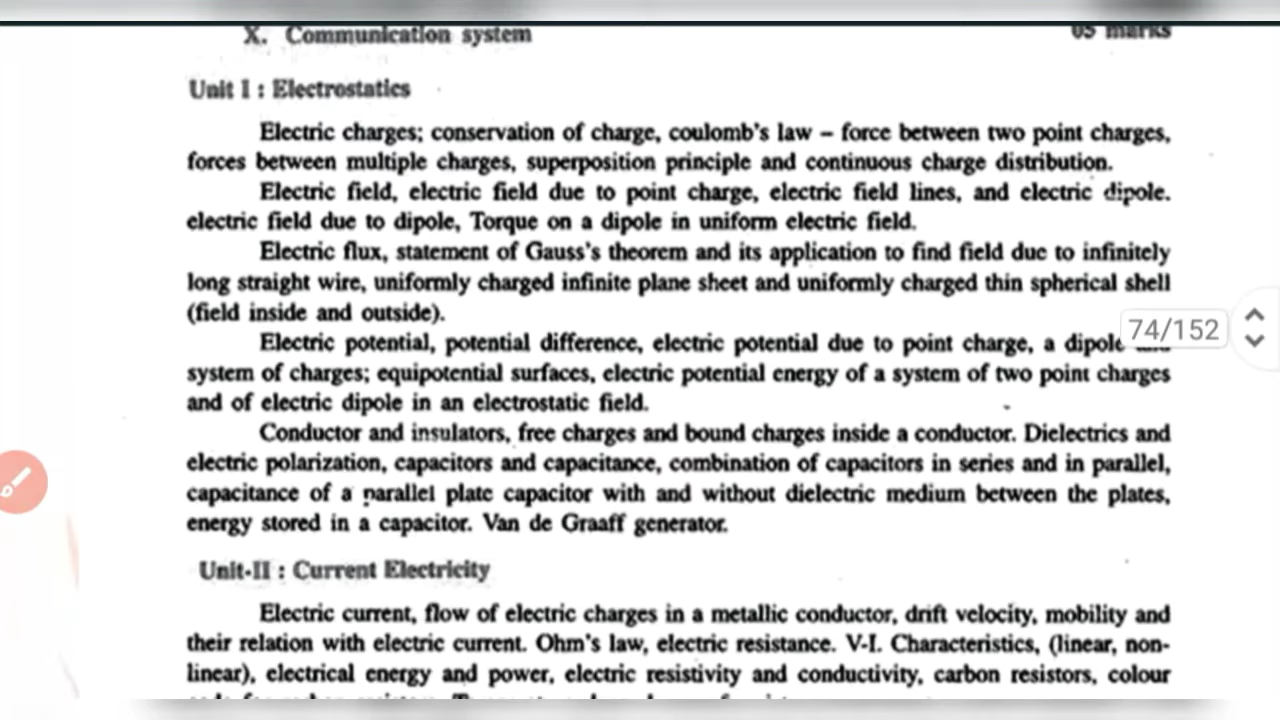 X. Communication system 05 marks
Unit I : Electrostatics
Electric charges; conservation of charge, coulomb's law – force between two point charges,
forces between multiple charges, superposition principle and continuous charge distribution.
Electric field, electric field due to point charge, electric field lines, and electric dipole.
electric field due to dipole, Torque on a dipole in uniform electric field.
Electric flux, statement of Gauss's theorem and its application to find field due to infinitely
long straight wire, uniformly charged infinite plane sheet and uniformly charged thin spherical shell
(field inside and outside).
74/152
Electric potential, potential difference, electric potential due to point charge, a dipole
system of charges; equipotential surfaces, electric potential energy of a system of two point charges
and of electric dipole in an electrostatic field.
Conductor and insulators, free charges and bound charges inside a conductor. Dielectrics and
electric polarization, capacitors and capacitance, combination of capacitors in series and in parallel,
capacitance of a parallel plate capacitor with and without dielectric medium between the plates,
energy stored in a capacitor. Van de Graaff generator.
Unit-II : Current Electricity
Electric current, flow of electric charges in a metallic conductor, drift velocity, mobility and
their relation with electric current. Ohm's law, electric resistance. V-I. Characteristics, (linear, non-
linear), electrical energy and power, electric resistivity and conductivity, carbon resistors, colour